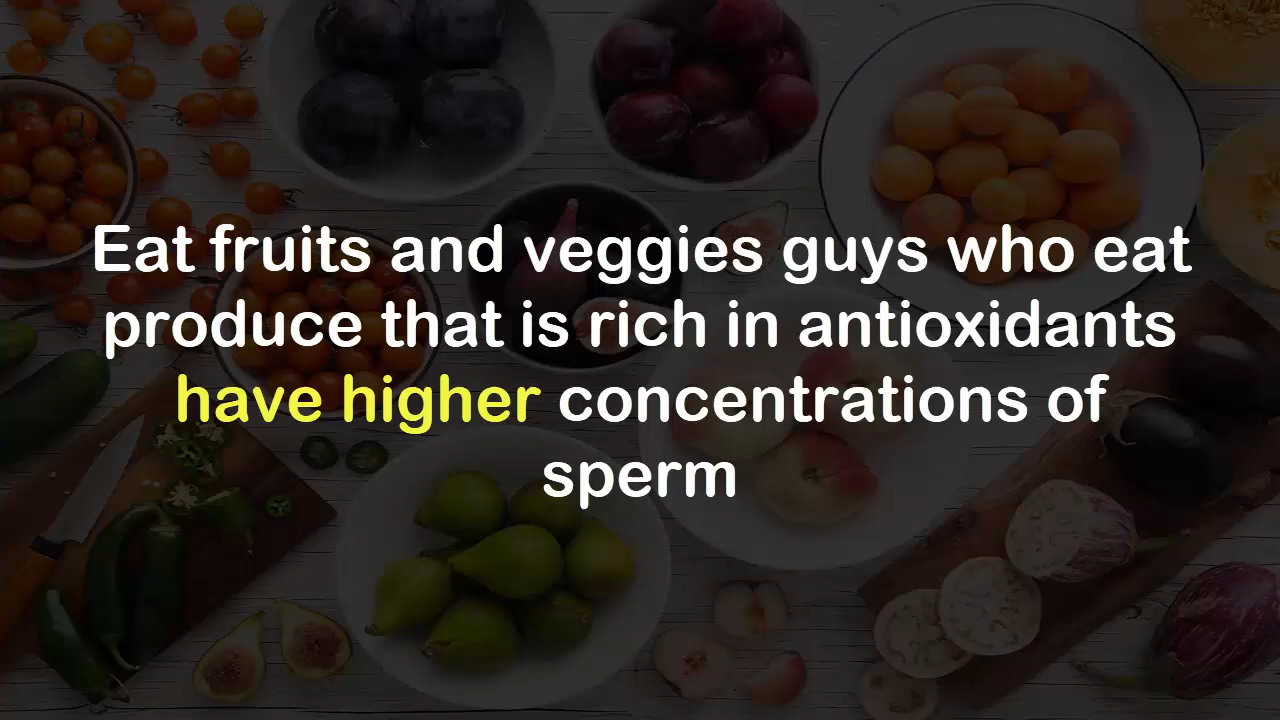 Eat fruits and veggies guys who eat
produce that is rich in antioxidants
have higher concentrations of
sperm